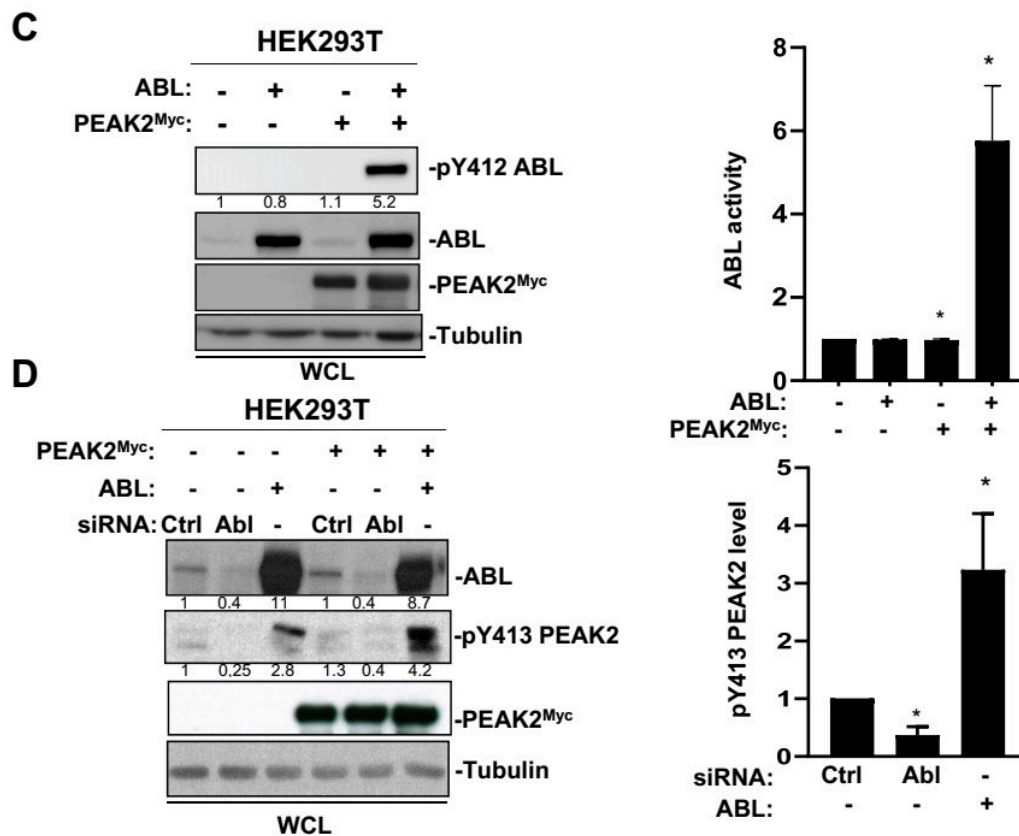 C
HEK293T
ABL: - + - +
PEAK2Myc: - - + +
-pY412 ABL
1 0.8 1.1 5.2
-ABL
-PEAK2Myc
-Tubulin
WCL
8
6
4
2
0
ABL activity
*
*
ABL: - + - +
PEAK2Myc: - - + +
D
HEK293T
PEAK2Myc: - - - + + +
ABL: - - + - - +
siRNA: Ctrl Abl - Ctrl Abl -
-ABL
1 0.4 11 1 0.4 8.7
-pY413 PEAK2
1 0.25 2.8 1.3 0.4 4.2
-PEAK2Myc
-Tubulin
WCL
5
4
3
2
1
0
pY413 PEAK2 level
*
*
siRNA: Ctrl Abl -
ABL: - - +